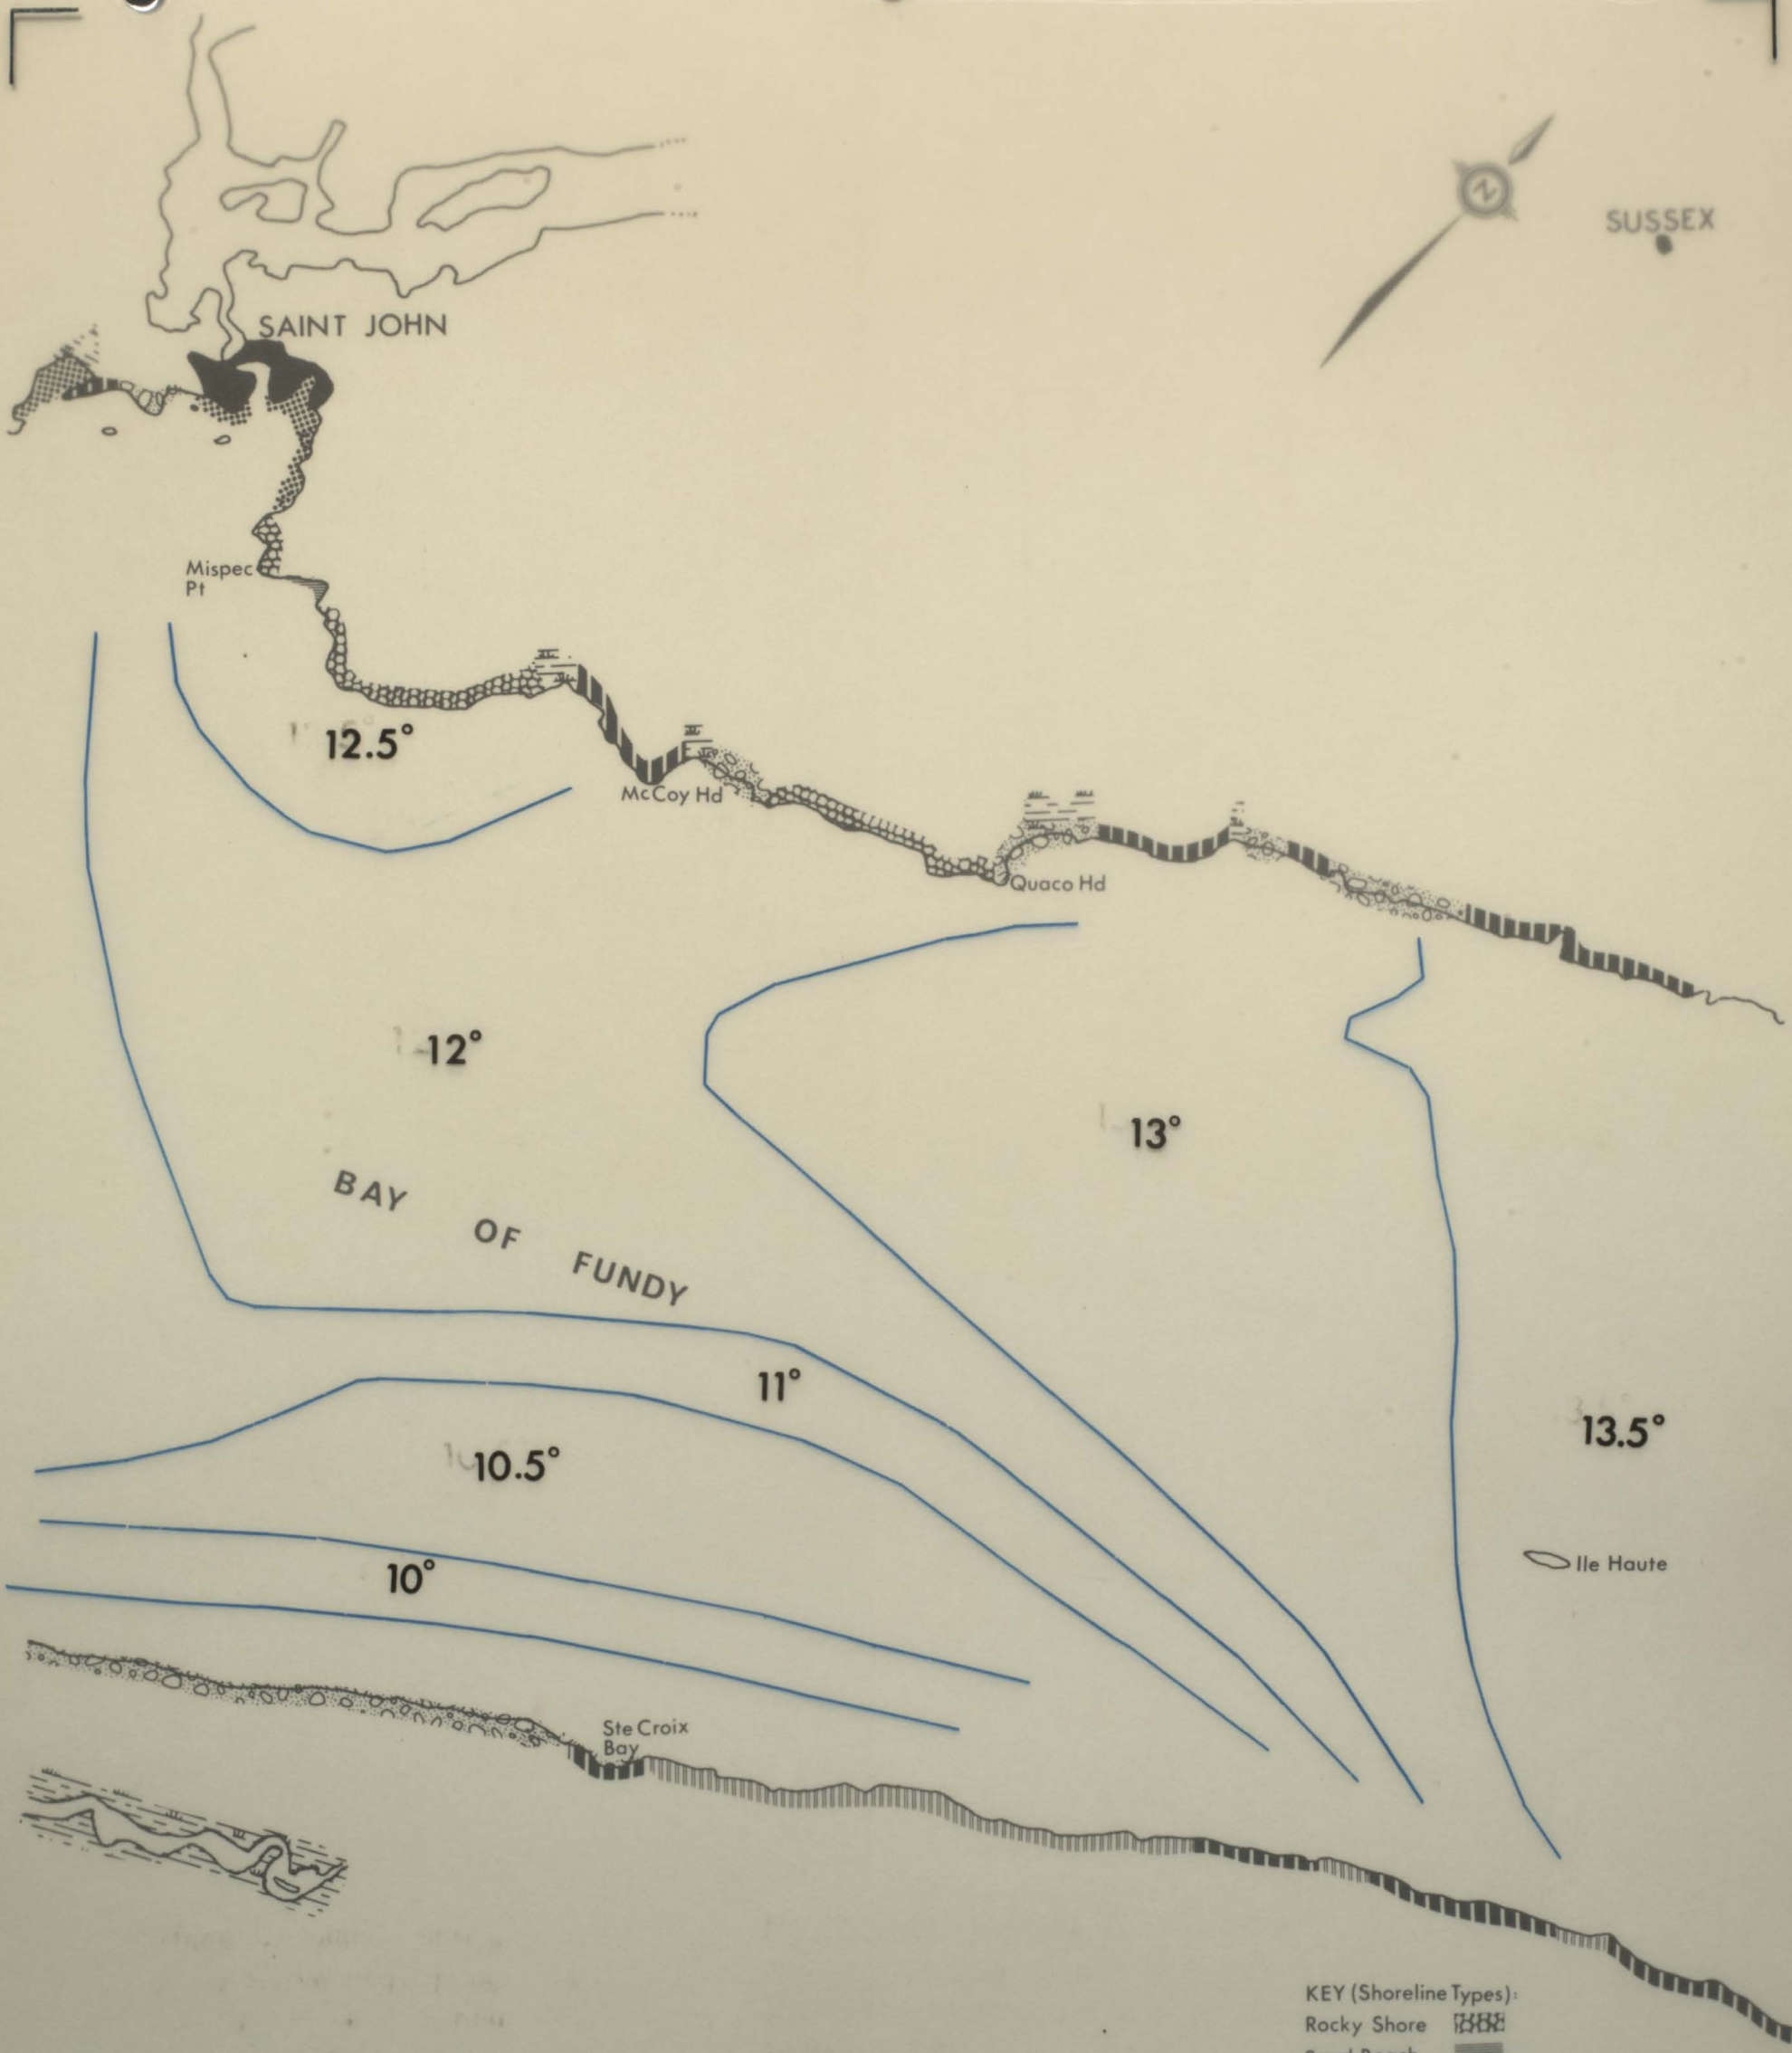 N
SUSSEX
SAINT JOHN
Mispec
Pt
12.5°
McCoy Hd
Quaco Hd
12°
13°
BAY OF FUNDY
11°
13.5°
10.5°
Ile Haute
10°
Ste Croix
Bay
KEY (Shoreline Types):
Rocky Shore